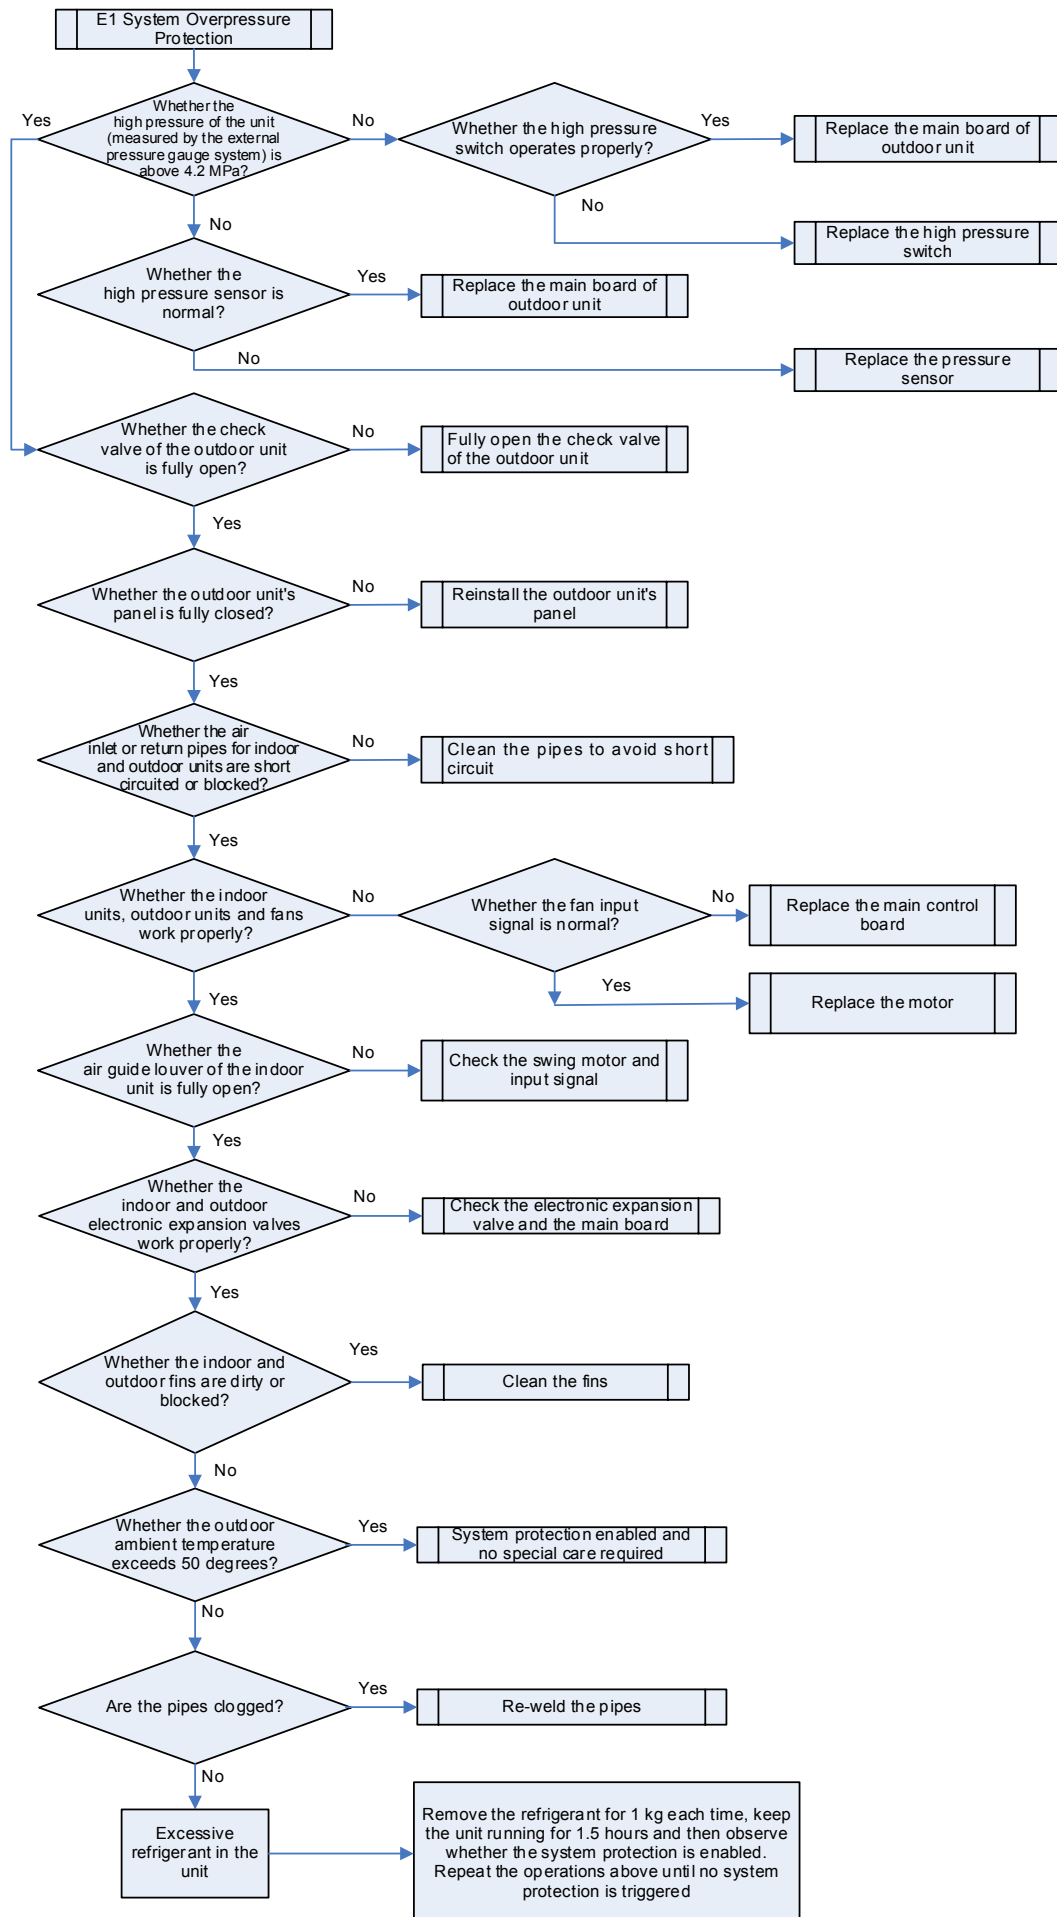 E1 System Overpressure
Protection
Yes
Whether the
high pressure of the unit
(measured by the external
pressure gauge system) is
above 4.2 MPa?
No
Whether the high pressure
switch operates properly?
Yes
Replace the main board of
outdoor unit
No
Replace the high pressure
switch
No
Whether the
high pressure sensor is
normal?
Yes
Replace the main board of
outdoor unit
No
Replace the pressure
sensor
Whether the check
valve of the outdoor unit
is fully open?
No
Fully open the check valve
of the outdoor unit
Yes
Whether the outdoor unit's
panel is fully closed?
No
Reinstall the outdoor unit's
panel
Yes
Whether the air
inlet or return pipes for indoor
and outdoor units are short
circuited or blocked?
No
Clean the pipes to avoid short
circuit
Yes
Whether the indoor
units, outdoor units and fans
work properly?
No
Whether the fan input
signal is normal?
No
Replace the main control
board
Yes
Replace the motor
Yes
Whether the
air guide louver of the indoor
unit is fully open?
No
Check the swing motor and
input signal
Yes
Whether the
indoor and outdoor
electronic expansion valves
work properly?
No
Check the electronic expansion
valve and the main board
Yes
Whether the indoor and
outdoor fins are dirty or
blocked?
Yes
Clean the fins
No
Whether the outdoor
ambient temperature
exceeds 50 degrees?
Yes
System protection enabled and
no special care required
No
Are the pipes clogged?
Yes
Re-weld the pipes
No
Excessive
refrigerant in the
unit
Remove the refrigerant for 1 kg each time, keep
the unit running for 1.5 hours and then observe
whether the system protection is enabled.
Repeat the operations above until no system
protection is triggered